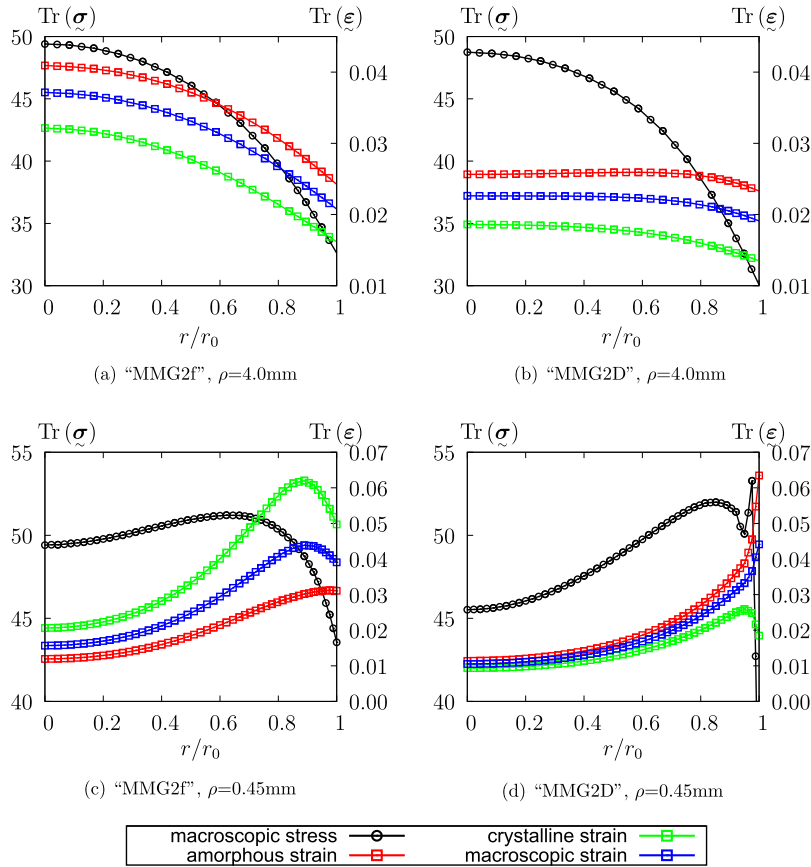 Tr (σ) Tr (ε) Tr (σ) Tr (ε)
50 45 40 35 30
0.04 0.03 0.02 0.01
50 45 40 35 30
0.04 0.03 0.02 0.01
0 0.2 0.4 0.6 0.8 1
0 0.2 0.4 0.6 0.8 1
r/r0 r/r0
(a) “MMG2f”, ρ=4.0mm
(b) “MMG2D”, ρ=4.0mm
Tr (σ) Tr (ε) Tr (σ) Tr (ε)
55 50 45 40
0.07 0.06 0.05 0.04 0.03 0.02 0.01 0.00
55 50 45 40
0.07 0.06 0.05 0.04 0.03 0.02 0.01 0.00
0 0.2 0.4 0.6 0.8 1
0 0.2 0.4 0.6 0.8 1
r/r0 r/r0
(c) “MMG2f”, ρ=0.45mm
(d) “MMG2D”, ρ=0.45mm
macroscopic stress crystalline strain
amorphous strain macroscopic strain